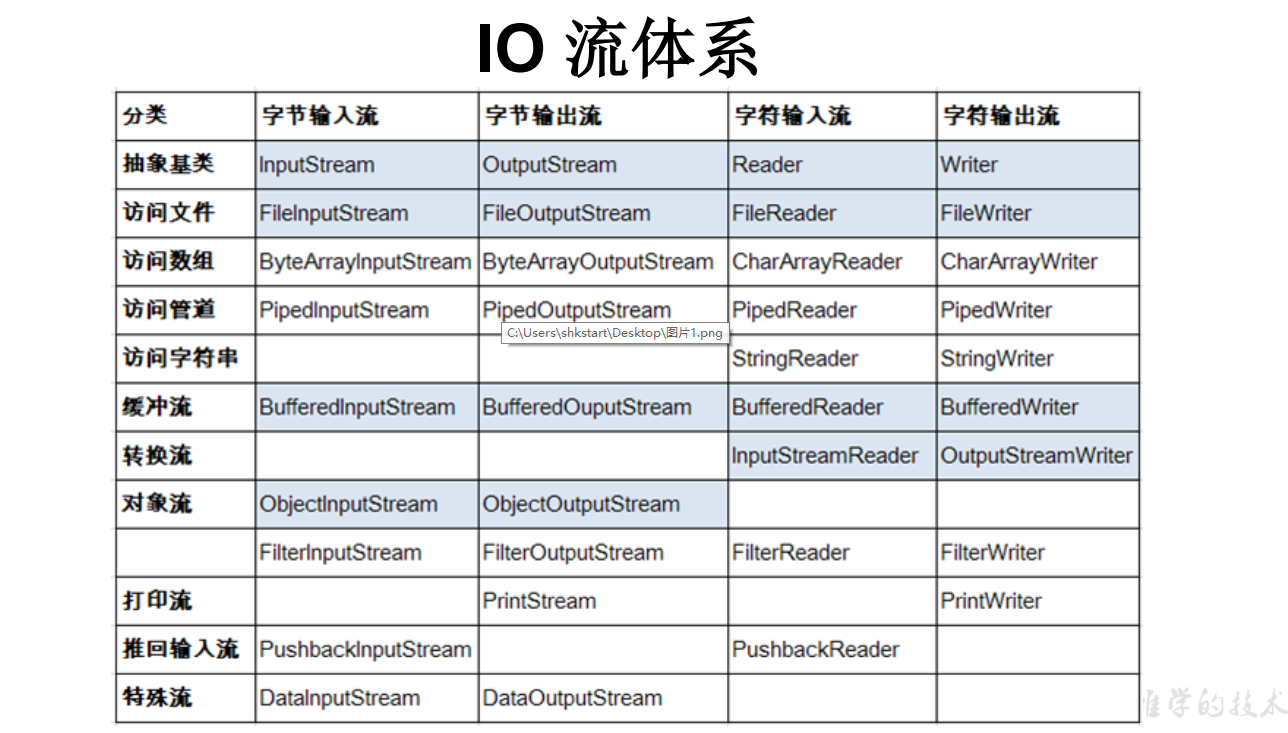 IO 流体系
分类 字节输入流 字节输出流 字符输入流 字符输出流
抽象基类 InputStream OutputStream Reader Writer
访问文件 FileInputStream FileOutputStream FileReader FileWriter
访问数组 ByteArrayInputStream ByteArrayOutputStream CharArrayReader CharArrayWriter
访问管道 PipedInputStream PipedOutputStream PipedReader PipedWriter
C:\Users\shkstart\Desktop\图片1.png
访问字符串 StringReader StringWriter
缓冲流 BufferedInputStream BufferedOuputStream BufferedReader BufferedWriter
转换流 InputStreamReader OutputStreamWriter
对象流 ObjectInputStream ObjectOutputStream
FilterInputStream FilterOutputStream FilterReader FilterWriter
打印流 PrintStream PrintWriter
推回输入流 PushbackInputStream PushbackReader
特殊流 DataInputStream DataOutputStream
学的技术